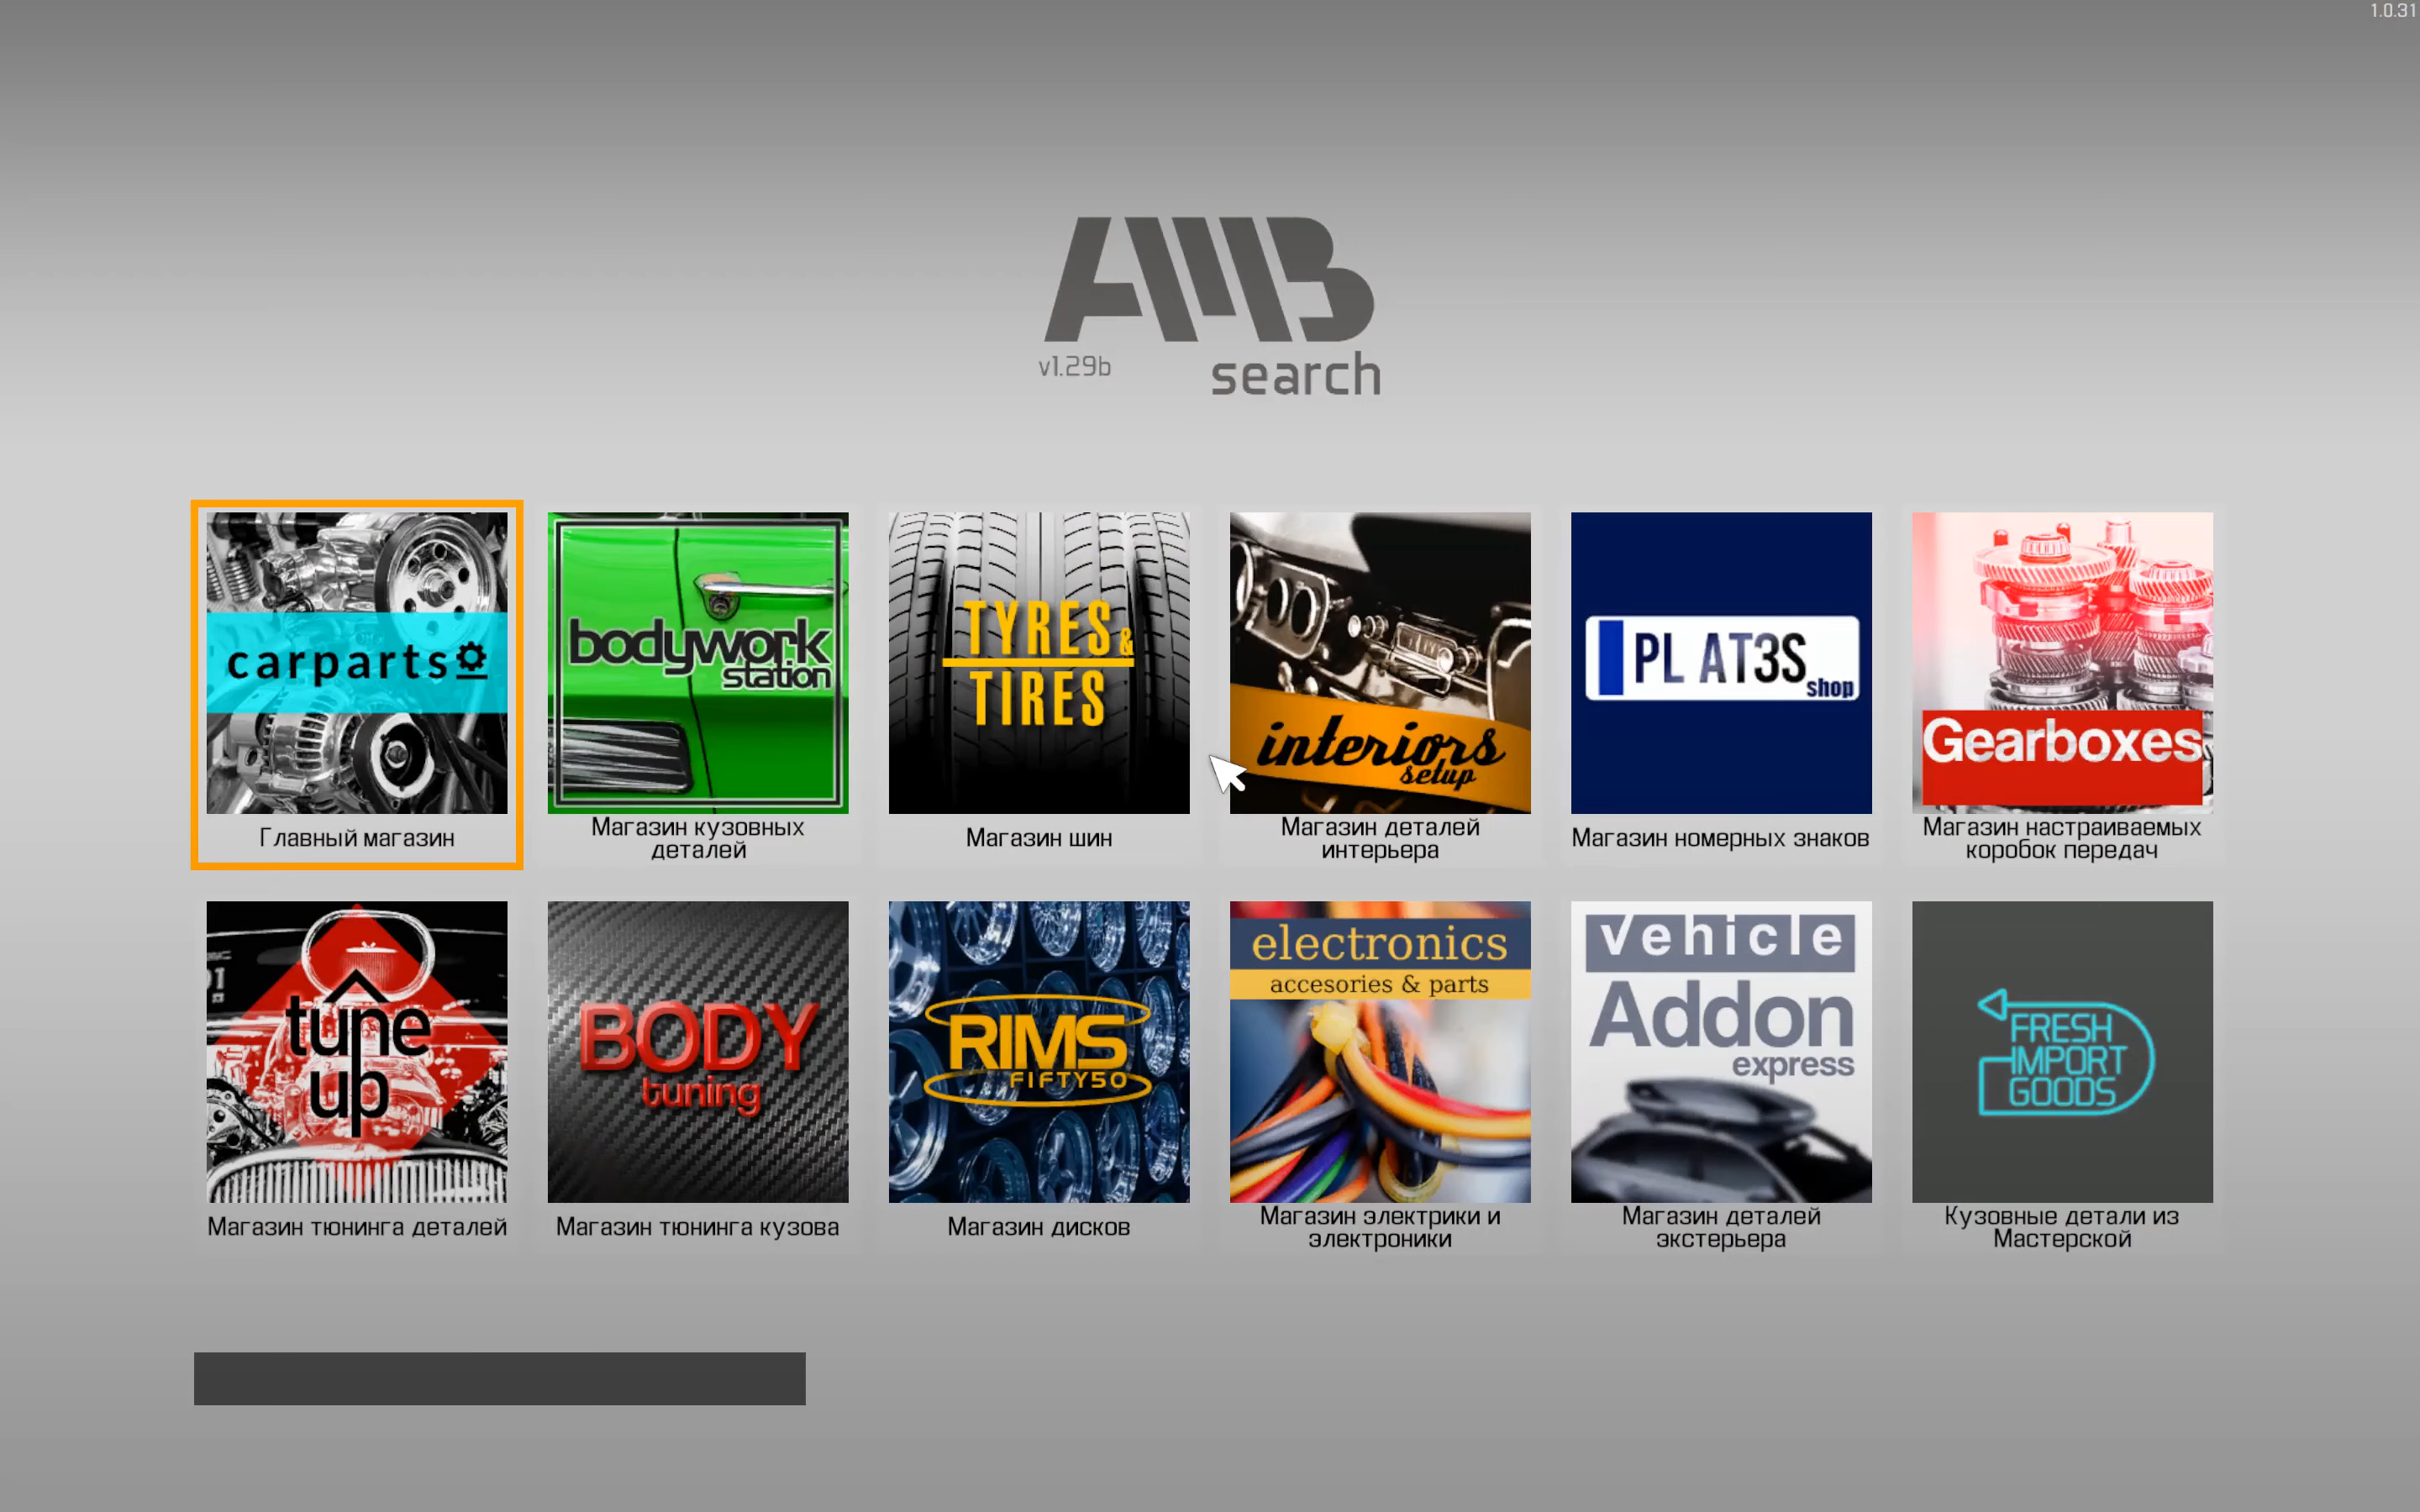 1.0.31
AMB
v1.29b
search
carparts
Главный магазин
bodywork
station
Магазин кузовных
деталей
TYRES &
TIRES
Магазин шин
interiors
setup
Магазин деталей
интерьера
PL AT3S
shop
Магазин номерных знаков
Gearboxes
Магазин настраиваемых
коробок передач
tune
up
Магазин тюнинга деталей
BODY
tuning
Магазин тюнинга кузова
RIMS
FIFTY50
Магазин дисков
electronics
accesories & parts
Магазин электрики и
электроники
vehicle
Addon
express
Магазин деталей
экстерьера
FRESH
IMPORT
GOODS
Кузовные детали из
Мастерской